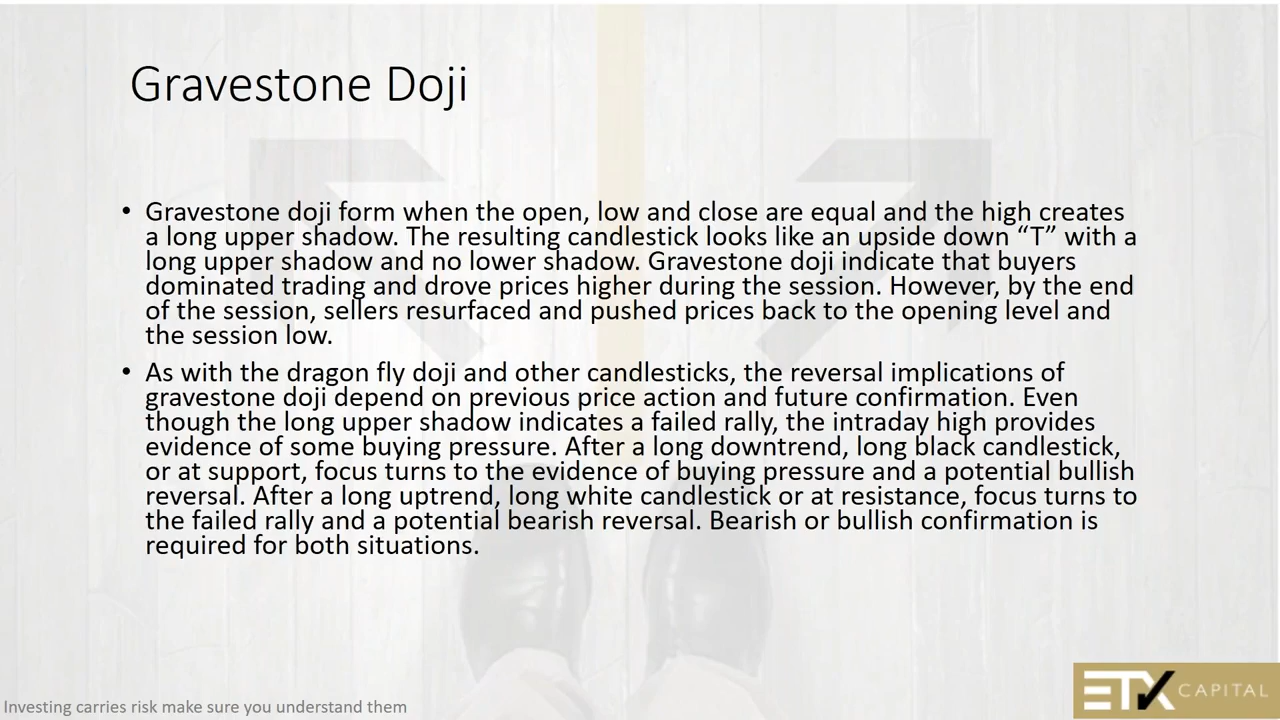 Gravestone Doji
• Gravestone doji form when the open, low and close are equal and the high creates
a long upper shadow. The resulting candlestick looks like an upside down “T” with a
long upper shadow and no lower shadow. Gravestone doji indicate that buyers
dominated trading and drove prices higher during the session. However, by the end
of the session, sellers resurfaced and pushed prices back to the opening level and
the session low.
• As with the dragon fly doji and other candlesticks, the reversal implications of
gravestone doji depend on previous price action and future confirmation. Even
though the long upper shadow indicates a failed rally, the intraday high provides
evidence of some buying pressure. After a long downtrend, long black candlestick,
or at support, focus turns to the evidence of buying pressure and a potential bullish
reversal. After a long uptrend, long white candlestick or at resistance, focus turns to
the failed rally and a potential bearish reversal. Bearish or bullish confirmation is
required for both situations.
ETX CAPITAL
Investing carries risk make sure you understand them